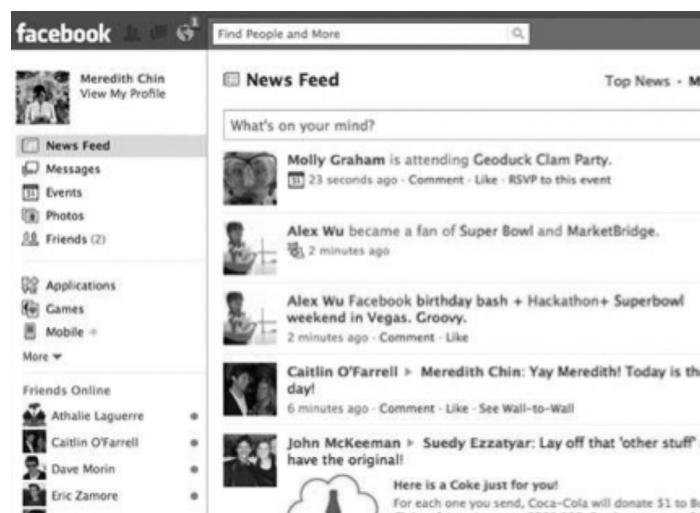 facebook
1
Find People and More
Meredith Chin
View My Profile
News Feed
Messages
31 Events
Photos
Friends (2)
Applications
Games
Mobile
More
Friends Online
Athalie Laguerre
Caitlin O'Farrell
Dave Morin
Eric Zamore
News Feed
Top News · M
What's on your mind?
Molly Graham is attending Geoduck Clam Party.
31 23 seconds ago · Comment · Like · RSVP to this event
Alex Wu became a fan of Super Bowl and MarketBridge.
2 minutes ago
Alex Wu Facebook birthday bash + Hackathon+ Superbowl
weekend in Vegas. Groovy.
2 minutes ago · Comment · Like
Caitlin O'Farrell ▸ Meredith Chin: Yay Meredith! Today is the
day!
6 minutes ago · Comment · Like · See Wall-to-Wall
John McKeeman ▸ Suedy Ezzatyar: Lay off that 'other stuff'
have the original!
Here is a Coke just for you!
For each one you send, Coca-Cola will donate $1 to Bo